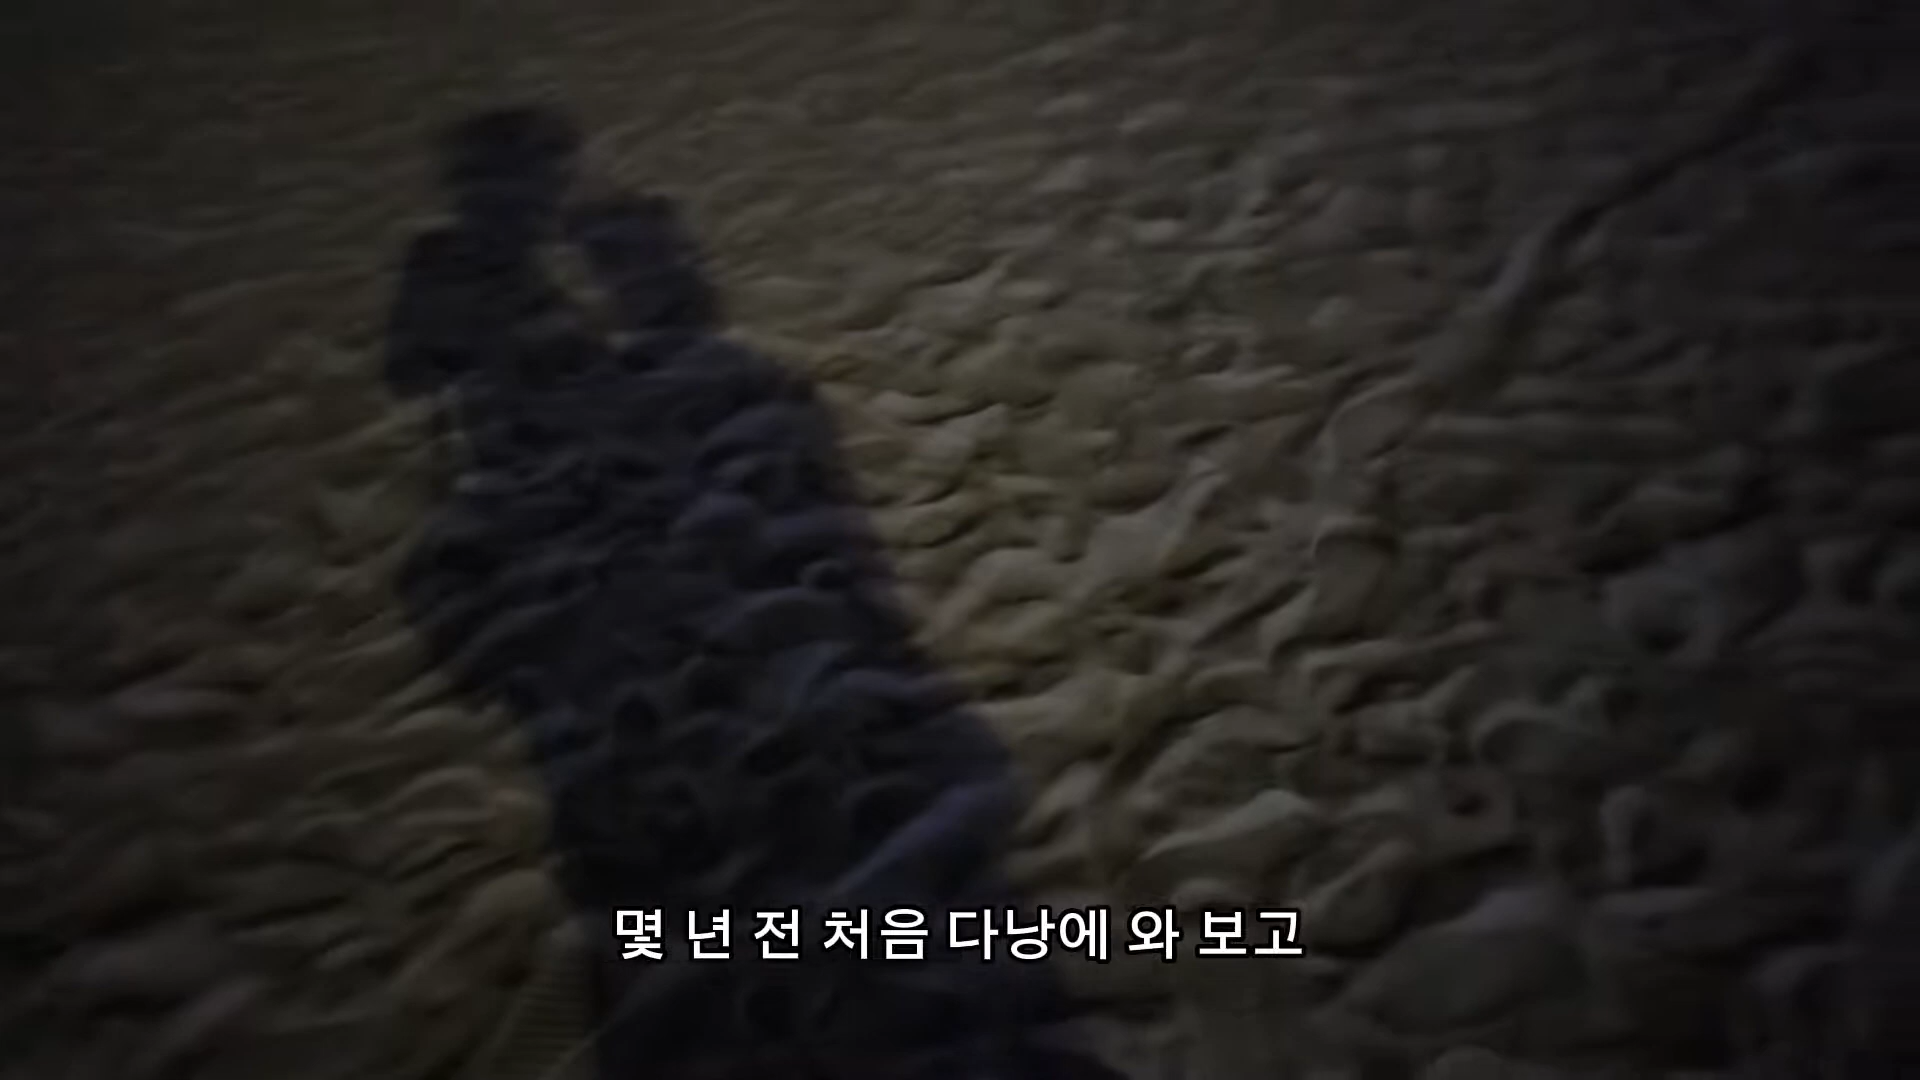 몇 년 전 처음 다낭에 와 보고